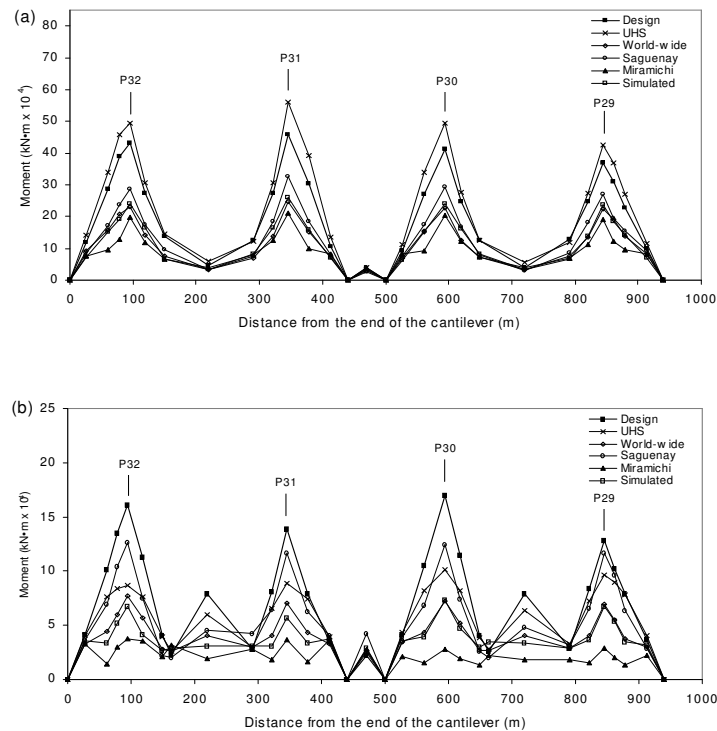 (a)
Moment (kN•m x 10⁴)
80
70
60
50
40
30
20
10
0
P32
P31
P30
P29
Design
UHS
World-wide
Saguenay
Miramichi
Simulated
0 100 200 300 400 500 600 700 800 900 1000
Distance from the end of the cantilever (m)
(b)
Moment (kN•m x 10⁴)
25
20
15
10
5
0
P32
P31
P30
P29
Design
UHS
World-wide
Saguenay
Miramichi
Simulated
0 100 200 300 400 500 600 700 800 900 1000
Distance from the end of the cantilever (m)